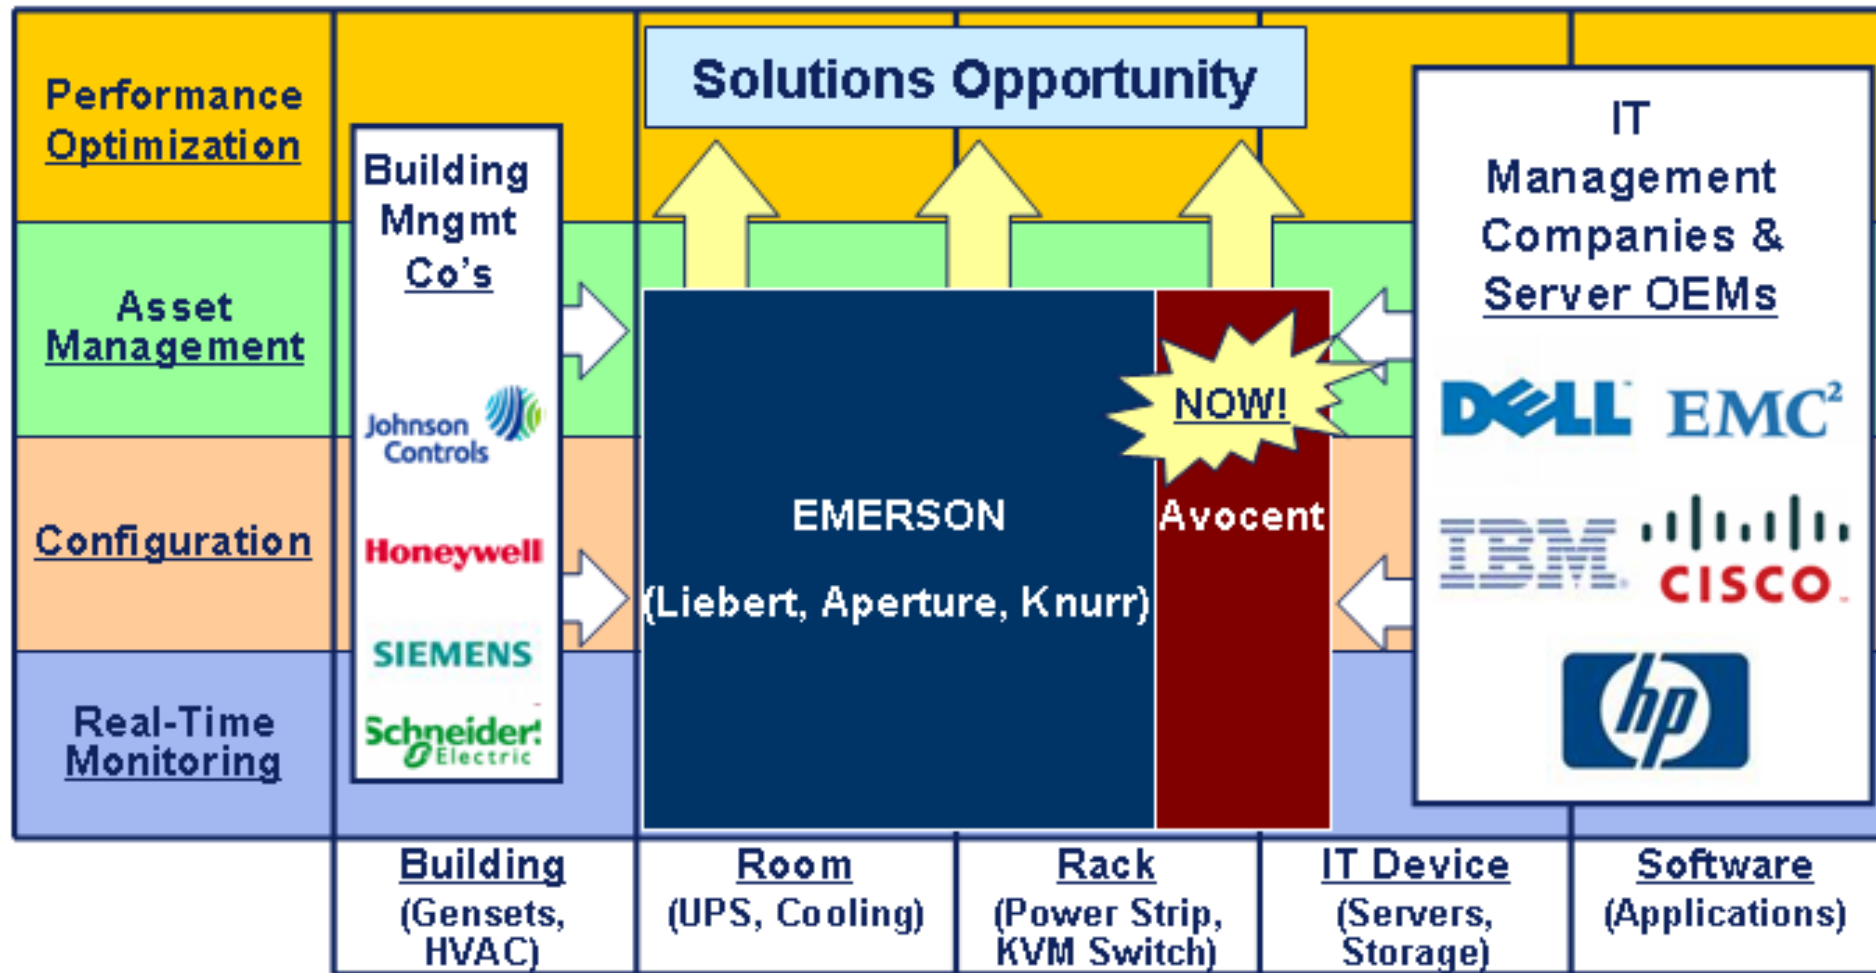 Solutions Opportunity
Performance
Optimization
Asset
Management
Configuration
Real-Time
Monitoring
Building
Mngmt
Co's
Johnson
Controls
Honeywell
SIEMENS
Schneider
Electric
EMERSON
(Liebert, Aperture, Knurr)
NOW!
Avocent
IT
Management
Companies &
Server OEMs
DELL
EMC²
IBM
CISCO
hp
Building
(Gensets,
HVAC)
Room
(UPS, Cooling)
Rack
(Power Strip,
KVM Switch)
IT Device
(Servers,
Storage)
Software
(Applications)